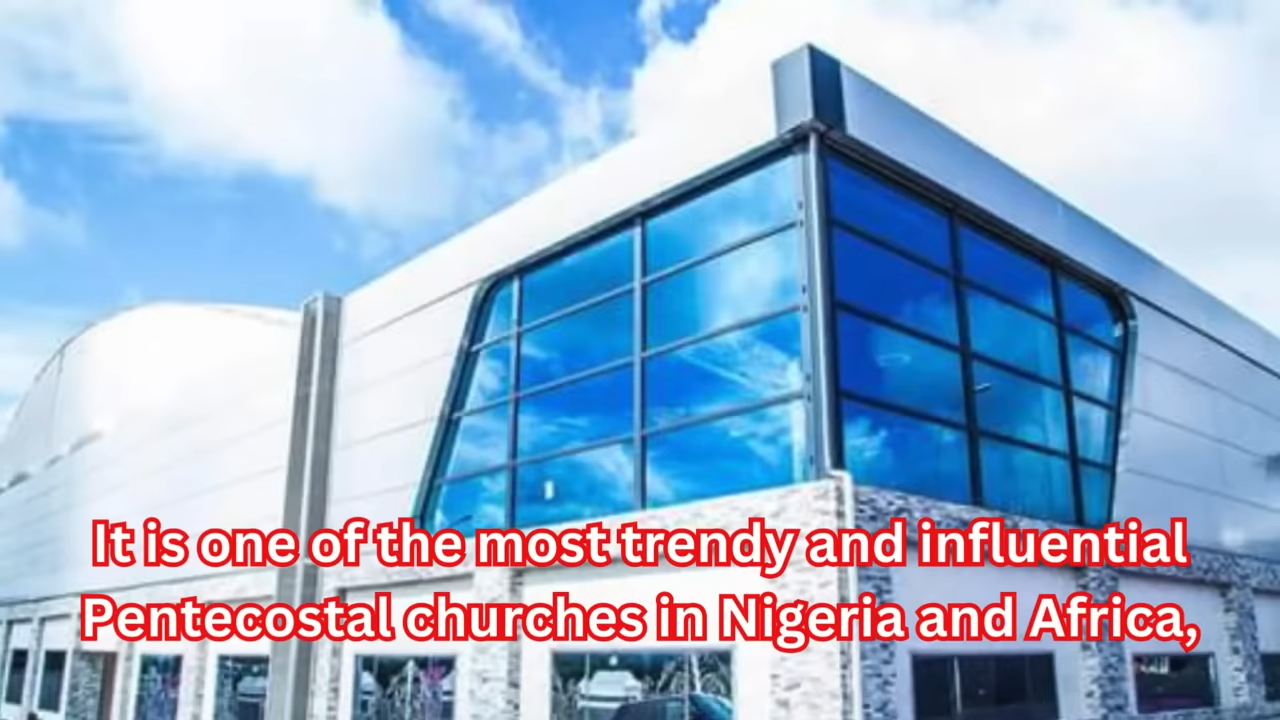 It is one of the most trendy and influential
Pentecostal churches in Nigeria and Africa,